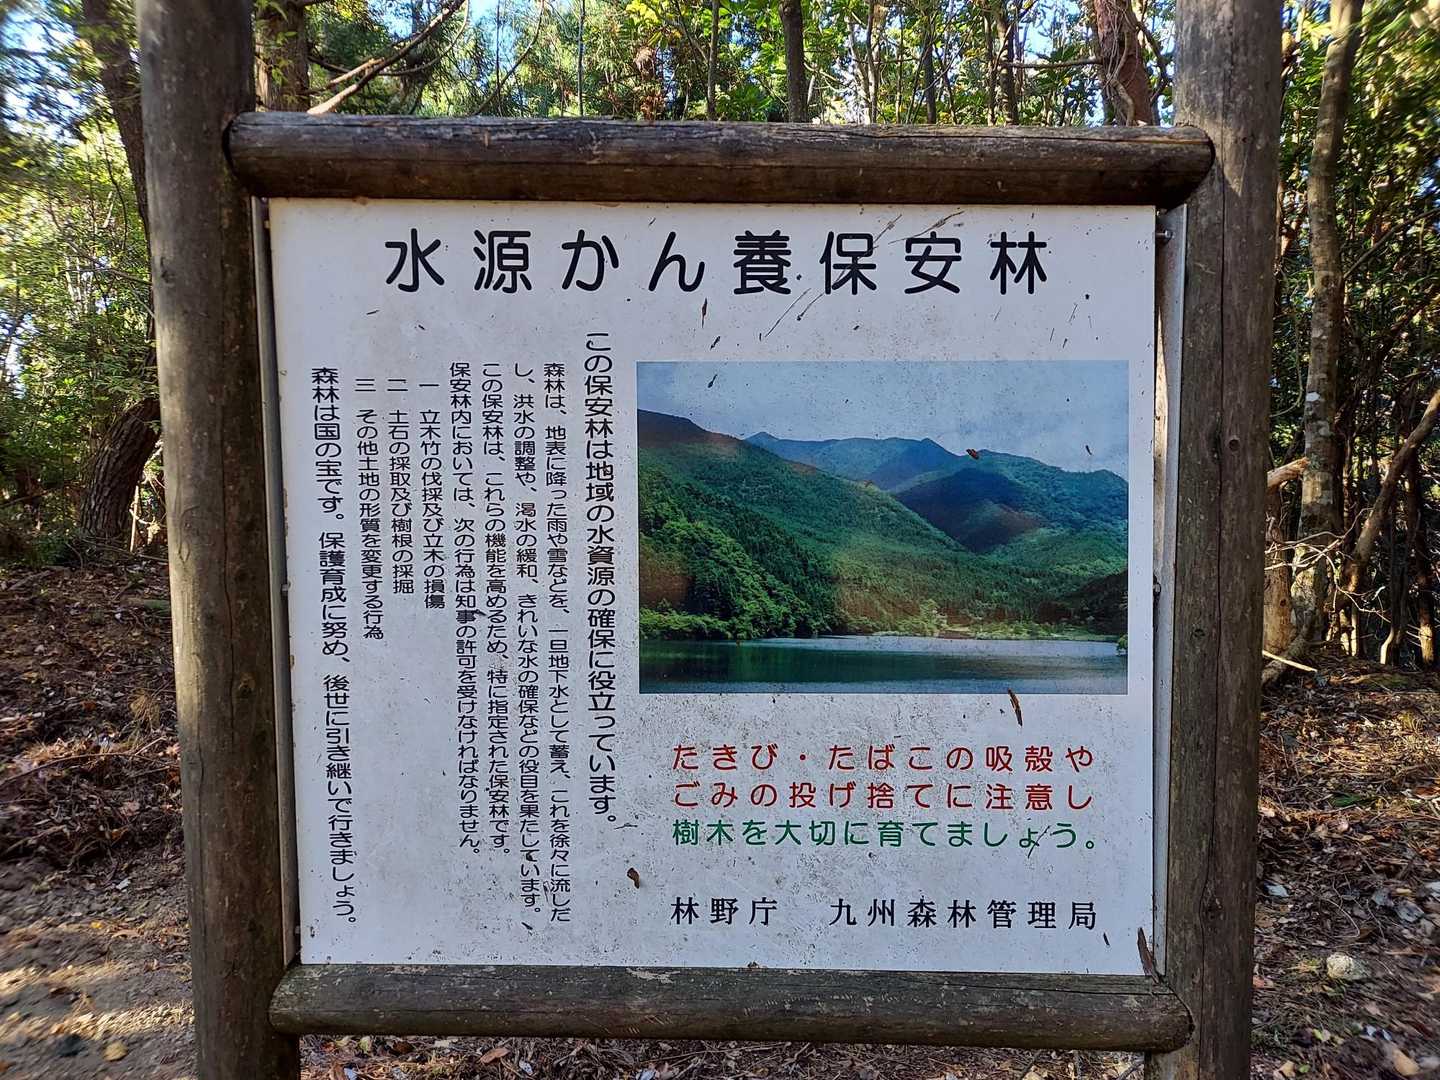 水源かん養保安林
この保安林は地域の水資源の確保に役立っています。
森林は、地表に降った雨や雪などを、一旦地下水として蓄え、これを徐々に流した
し、洪水の調整や、渇水の緩和、きれいな水の確保などの役目を果たしています。
この保安林は、これらの機能を高めるため、特に指定された保安林です。
保安林内においては、次の行為は知事の許可を受けなければなりません。
一 立木竹の伐採及び立木の損傷
二 土石の採取及び樹根の採掘
三 その他土地の形質を変更する行為
森林は国の宝です。保護育成に努め、後世に引き継いで行きましょう。
たきび・たばこの吸殻や
ごみの投げ捨てに注意し
樹木を大切に育てましょう。
林野庁 九州森林管理局